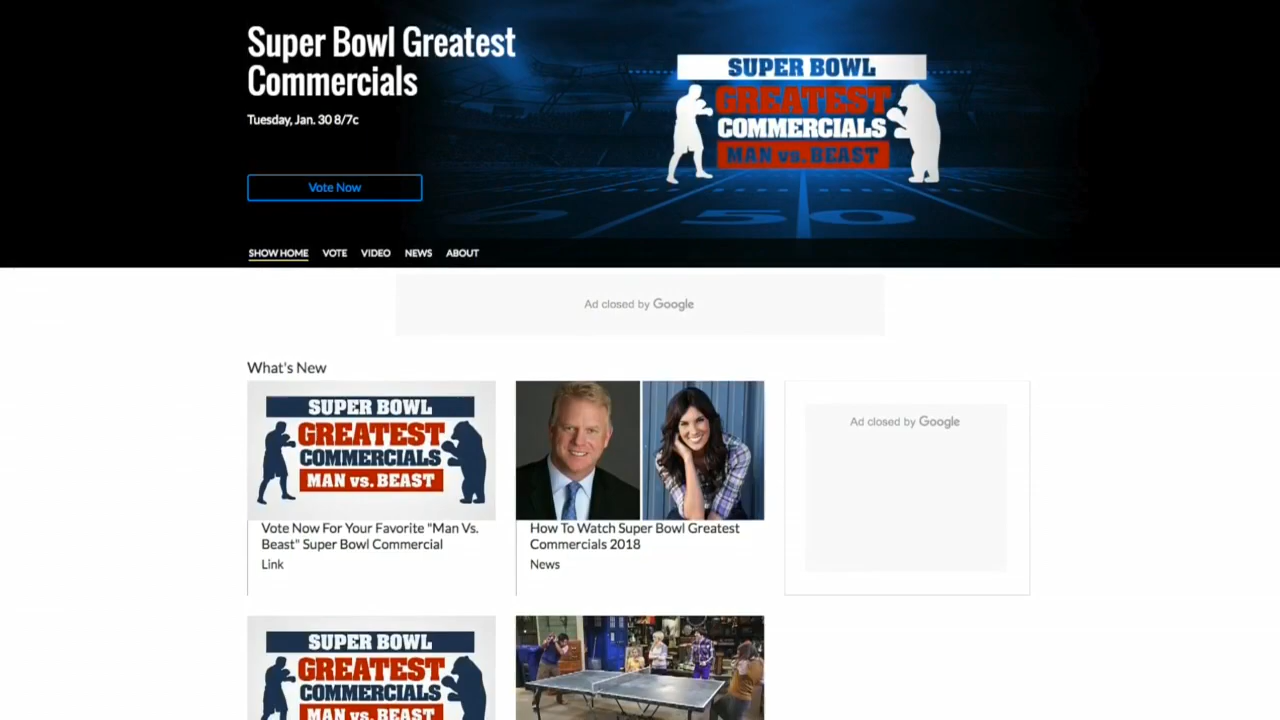 Super Bowl Greatest
Commercials
Tuesday, Jan. 30 8/7c
Vote Now
SUPER BOWL
GREATEST
COMMERCIALS
MAN vs. BEAST
50
SHOW HOME VOTE VIDEO NEWS ABOUT
Ad closed by Google
What's New
SUPER BOWL
GREATEST
COMMERCIALS
MAN vs. BEAST
Vote Now For Your Favorite "Man Vs.
Beast" Super Bowl Commercial
Link
How To Watch Super Bowl Greatest
Commercials 2018
News
Ad closed by Google
SUPER BOWL
GREATEST
COMMERCIALS
MAN vs. BEAST